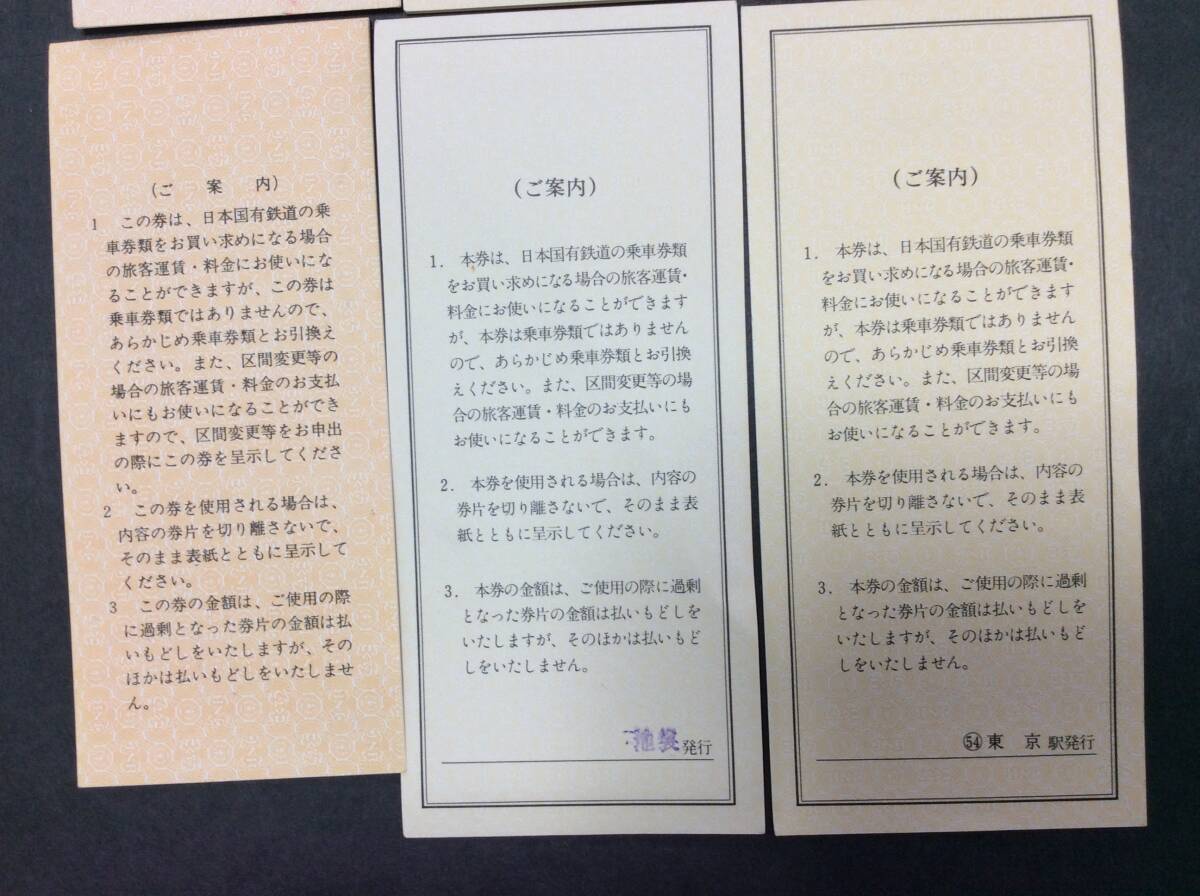 (ご 案 内)
1 この券は、日本国有鉄道の乗
車券類をお買い求めになる場合
の旅客運賃・料金にお使いにな
ることができますが、この券は
乗車券類ではありませんので、
あらかじめ乗車券類とお引換え
ください。また、区間変更等の
場合の旅客運賃・料金のお支払
いにもお使いになることができ
ますので、区間変更等をお申出
の際にこの券を呈示してくださ
い。
2 この券を使用される場合は、
内容の券片を切り離さないで、
そのまま表紙とともに呈示して
ください。
3 この券の金額は、ご使用の際
に過剰となった券片の金額は払
いもどしをいたしますが、その
ほかは払いもどしをいたしませ
ん。
(ご案内)
1. 本券は、日本国有鉄道の乗車券類
をお買い求めになる場合の旅客運賃・
料金にお使いになることができます
が、本券は乗車券類ではありません
ので、あらかじめ乗車券類とお引換
えください。また、区間変更等の場
合の旅客運賃・料金のお支払いにも
お使いになることができます。
2. 本券を使用される場合は、内容の
券片を切り離さないで、そのまま表
紙とともに呈示してください。
3. 本券の金額は、ご使用の際に過剰
となった券片の金額は払いもどしを
いたしますが、そのほかは払いもど
しをいたしません。
池袋 発行
(ご案内)
1. 本券は、日本国有鉄道の乗車券類
をお買い求めになる場合の旅客運賃・
料金にお使いになることができます
が、本券は乗車券類ではありません
ので、あらかじめ乗車券類とお引換
えください。また、区間変更等の場
合の旅客運賃・料金のお支払いにも
お使いになることができます。
2. 本券を使用される場合は、内容の
券片を切り離さないで、そのまま表
紙とともに呈示してください。
3. 本券の金額は、ご使用の際に過剰
となった券片の金額は払いもどしを
いたしますが、そのほかは払いもど
しをいたしません。
㊴ 東 京 駅発行